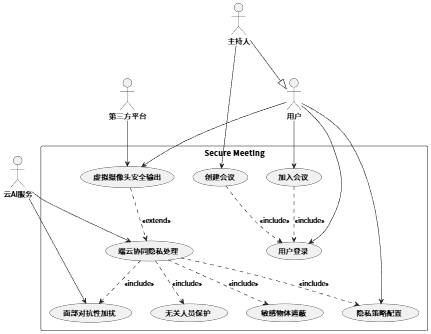 主持人
第三方平台
用户
Secure Meeting
云AI服务
虚拟摄像头安全输出
创建会议
加入会议
«extend»
«include»
«include»
端云协同隐私处理
用户登录
«include»
«include»
«include»
«include»
面部对抗性加扰
无关人员保护
敏感物体遮蔽
隐私策略配置